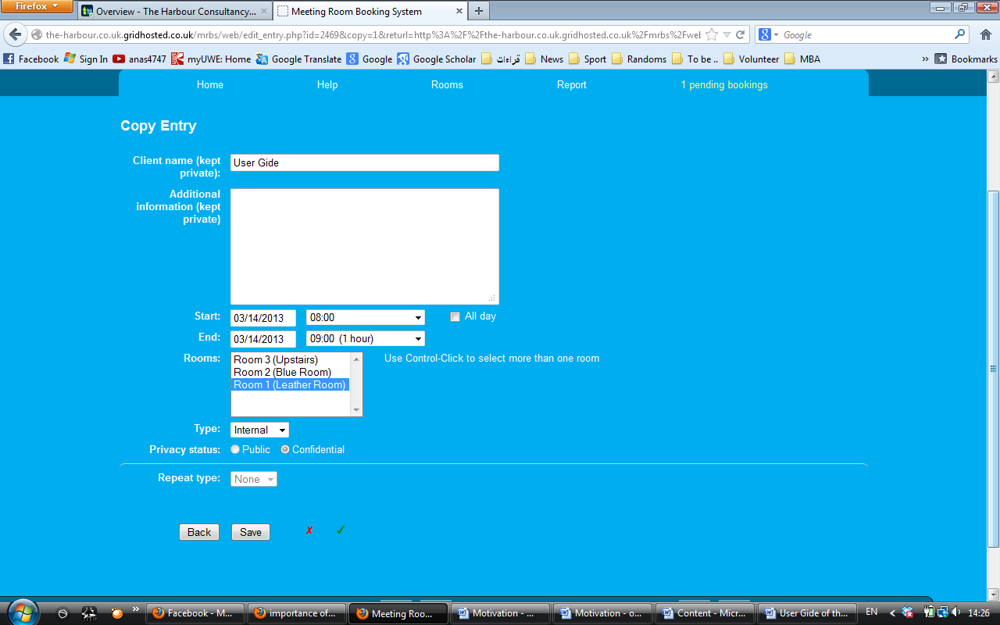 Firefox
Overview - The Harbour Consultancy...
Meeting Room Booking System
the-harbour.co.uk.gridhosted.co.uk/mrbs/web/edit_entry.php?id=2469&copy=1&returl=http%3A%2F%2Fthe-harbour.co.uk.gridhosted.co.uk%2Fmrbs%2Fwel
Google
Facebook Sign In anas4747 myUWE: Home Google Translate Google Google Scholar قراءات News Sport Randoms To be .. Volunteer MBA » Bookmarks
Home Help Rooms Report 1 pending bookings
Copy Entry
Client name (kept
private):
User Gide
Additional
information (kept
private)
Start: 03/14/2013 08:00 All day
End: 03/14/2013 09:00 (1 hour)
Rooms: Room 3 (Upstairs) Use Control-Click to select more than one room
Room 2 (Blue Room)
Room 1 (Leather Room)
Type: Internal
Privacy status: Public Confidential
Repeat type: None
Back Save ✗ ✓
» Facebook - M... importance of... Meeting Roo... Motivation - ... Motivation - o... Content - Micr... User Gide of th... EN 14:26